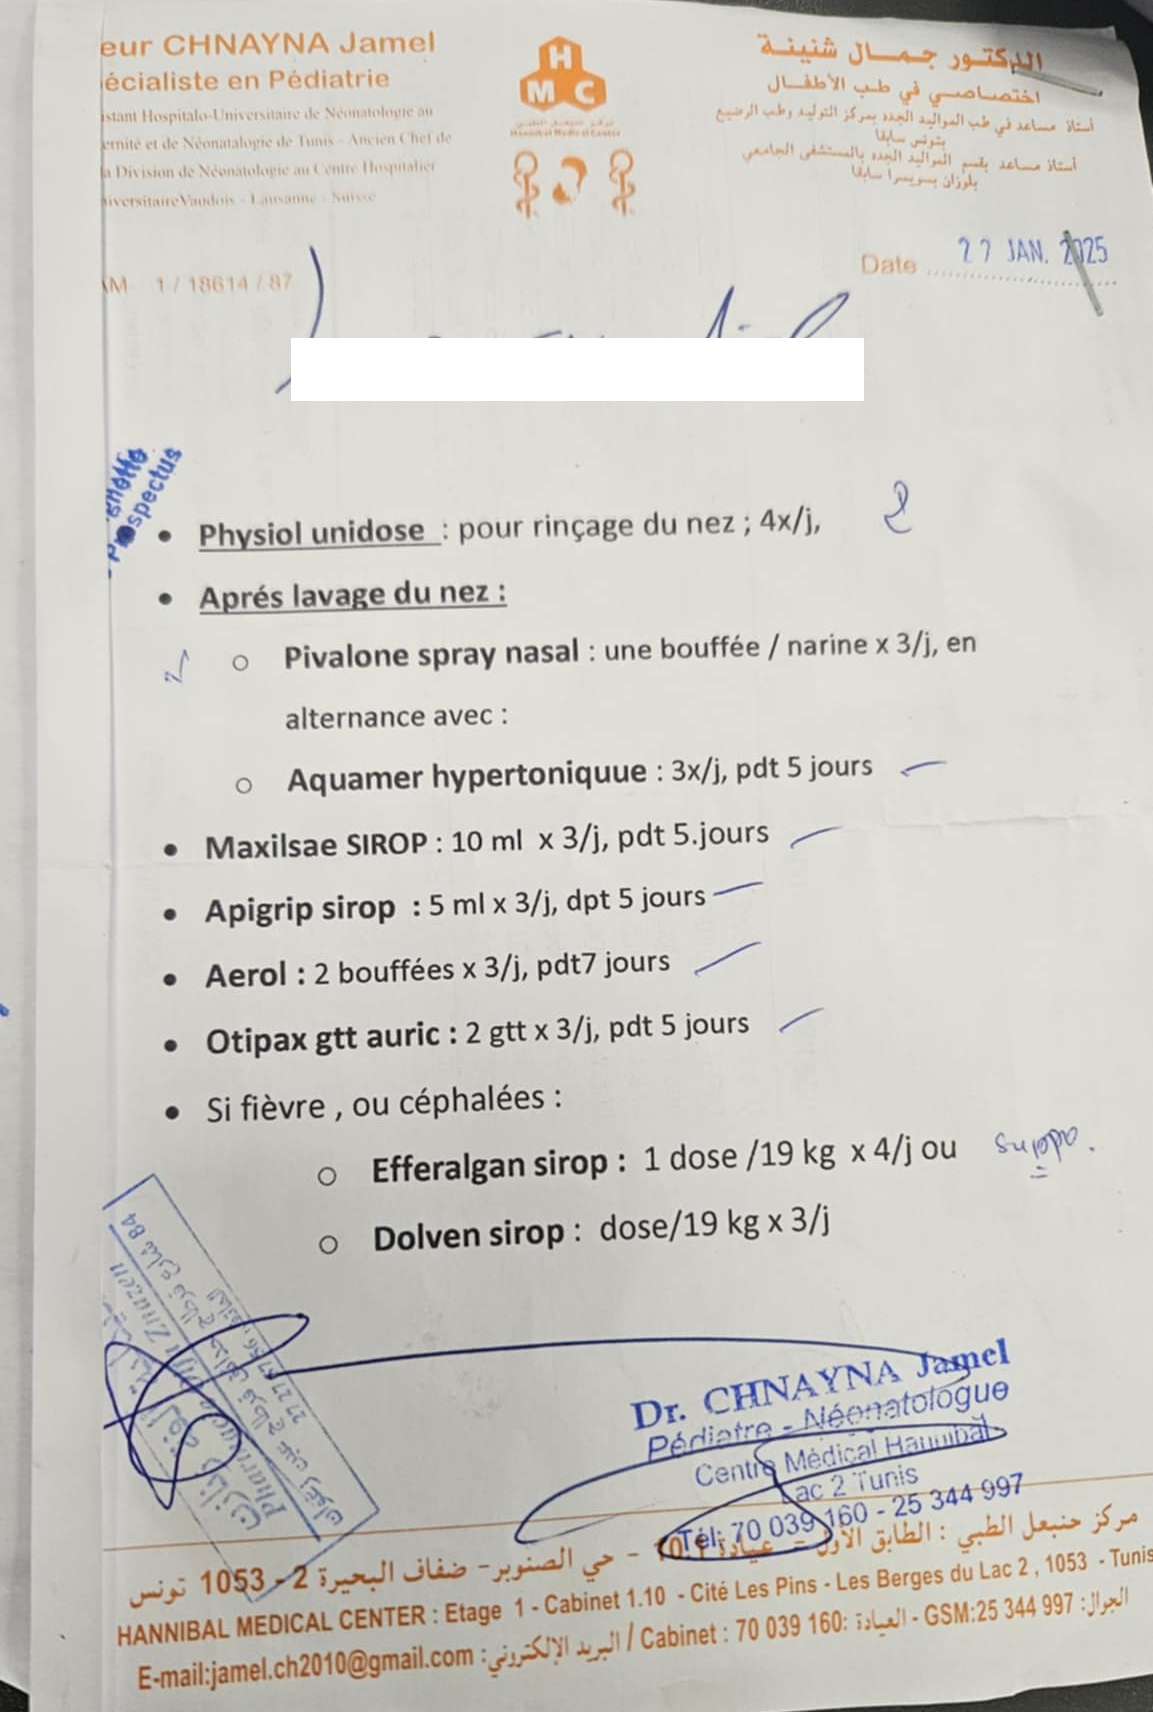 eur CHNAYNA Jamel
écialiste en Pédiatrie
istant Hospitalo-Universitaire de Néonatologie au
ernité et de Néonatalogie de Tunis - Ancien Chef de
a Division de Néonatologie au Centre Hospitalier
iversitaire Vaudois - Lausanne - Suisse
H
M C
Hannibal Medical Center
الدكتور جمال شنينة
اختصاصي في طب الأطفال
أستاذ مساعد في طب المواليد الجدد بمركز التوليد وطب الرضيع
بتونس سابقا
أستاذ مساعد بقسم المواليد الجدد بالمستشفى الجامعي
بلوزان بسويسرا سابقا
Date 27 JAN. 2025
AM 1 / 18614 / 87
• Physiol unidose : pour rinçage du nez ; 4x/j, 2
• Aprés lavage du nez :
o Pivalone spray nasal : une bouffée / narine x 3/j, en
alternance avec :
o Aquamer hypertoniquue : 3x/j, pdt 5 jours
• Maxilsae SIROP : 10 ml x 3/j, pdt 5.jours
• Apigrip sirop : 5 ml x 3/j, dpt 5 jours
• Aerol : 2 bouffées x 3/j, pdt7 jours
• Otipax gtt auric : 2 gtt x 3/j, pdt 5 jours
• Si fièvre , ou céphalées :
o Efferalgan sirop : 1 dose /19 kg x 4/j ou suppo.
o Dolven sirop : dose/19 kg x 3/j
Dr. CHNAYNA Jamel
Pédiatre - Néonatologue
Centre Médical Hannibal
Lac 2 Tunis
Tél: 70 039 160 - 25 344 997
مركز حنبعل الطبي : الطابق الأول - عيادة 10.1 - حي الصنوبر - ضفاف البحيرة 2 - 1053 تونس
HANNIBAL MEDICAL CENTER : Etage 1 - Cabinet 1.10 - Cité Les Pins - Les Berges du Lac 2 , 1053 - Tunis
E-mail:jamel.ch2010@gmail.com :البريد الإلكتروني / Cabinet : 70 039 160 :العيادة - GSM:25 344 997 :الجوال